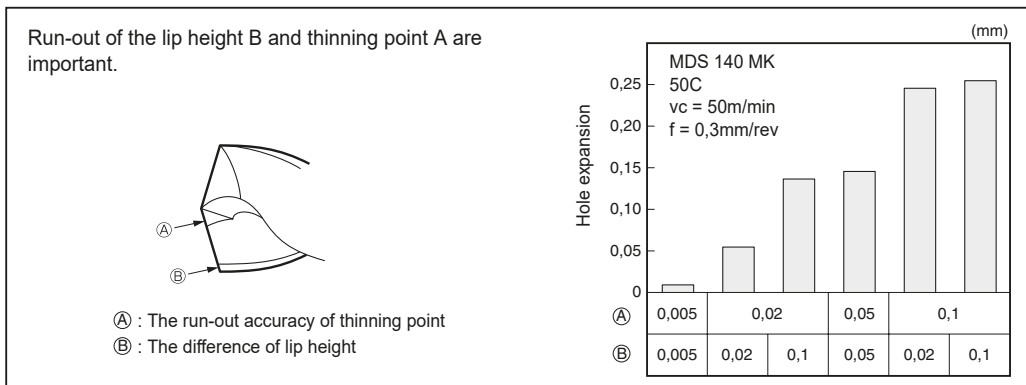 Run-out of the lip height B and thinning point A are
important.
Ⓐ
Ⓑ
Ⓐ : The run-out accuracy of thinning point
Ⓑ : The difference of lip height
(mm)
MDS 140 MK
50C
vc = 50m/min
f = 0,3mm/rev
Hole expansion
0,25
0,20
0,15
0,10
0,05
0
Ⓐ 0,005 0,02 0,05 0,1
Ⓑ 0,005 0,02 0,1 0,05 0,02 0,1